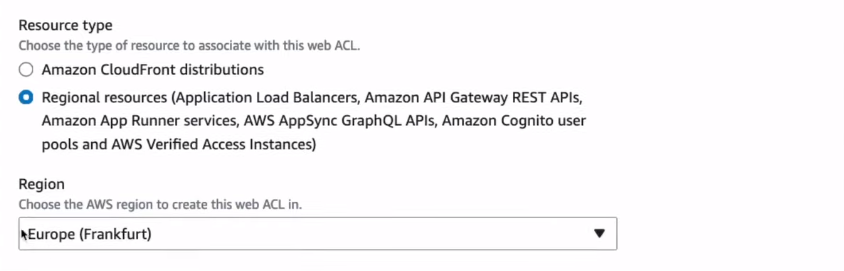 Resource type
Choose the type of resource to associate with this web ACL.
Amazon CloudFront distributions
Regional resources (Application Load Balancers, Amazon API Gateway REST APIs,
Amazon App Runner services, AWS AppSync GraphQL APIs, Amazon Cognito user
pools and AWS Verified Access Instances)
Region
Choose the AWS region to create this web ACL in.
Europe (Frankfurt)